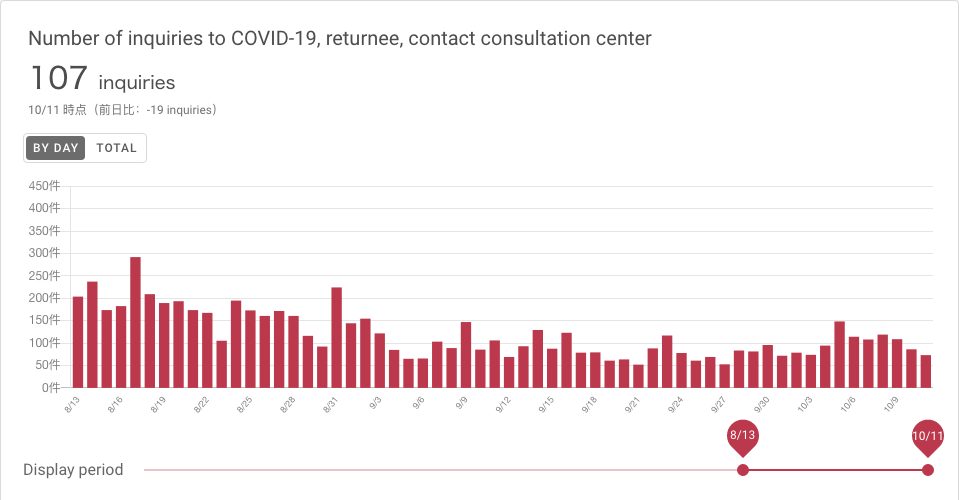 Number of inquiries to COVID-19, returnee, contact consultation center
107 inquiries
10/11 時点（前日比：-19 inquiries）
BY DAY TOTAL
450件
400件
350件
300件
250件
200件
150件
100件
50件
0件
8/13 8/16 8/19 8/22 8/25 8/28 8/31 9/3 9/6 9/9 9/12 9/15 9/18 9/21 9/24 9/27 9/30 10/3 10/6 10/9
8/13 10/11
Display period